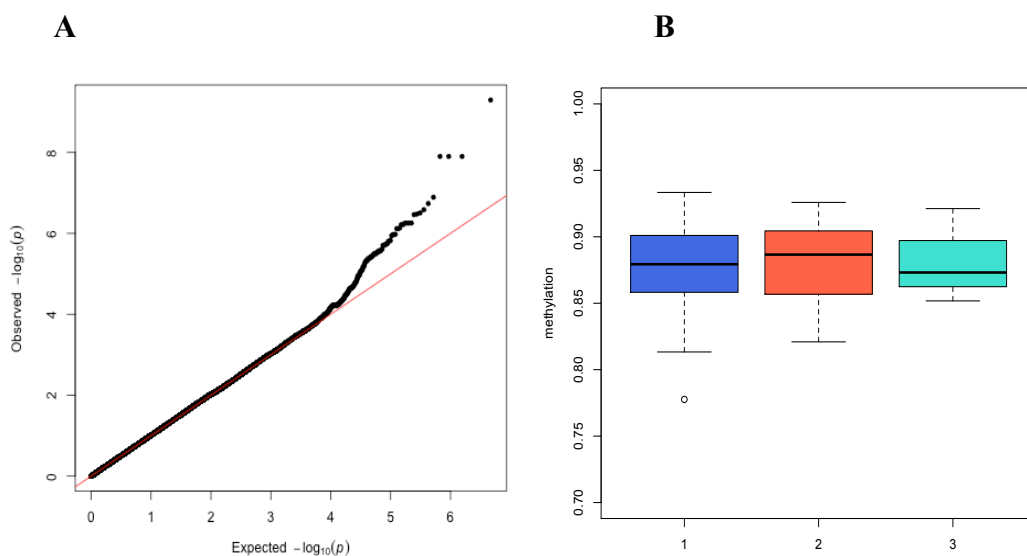 A
B
Observed −log₁₀(p)
8
6
4
2
0
0 1 2 3 4 5 6
Expected −log₁₀(p)
methylation
1.00
0.95
0.90
0.85
0.80
0.75
0.70
1 2 3